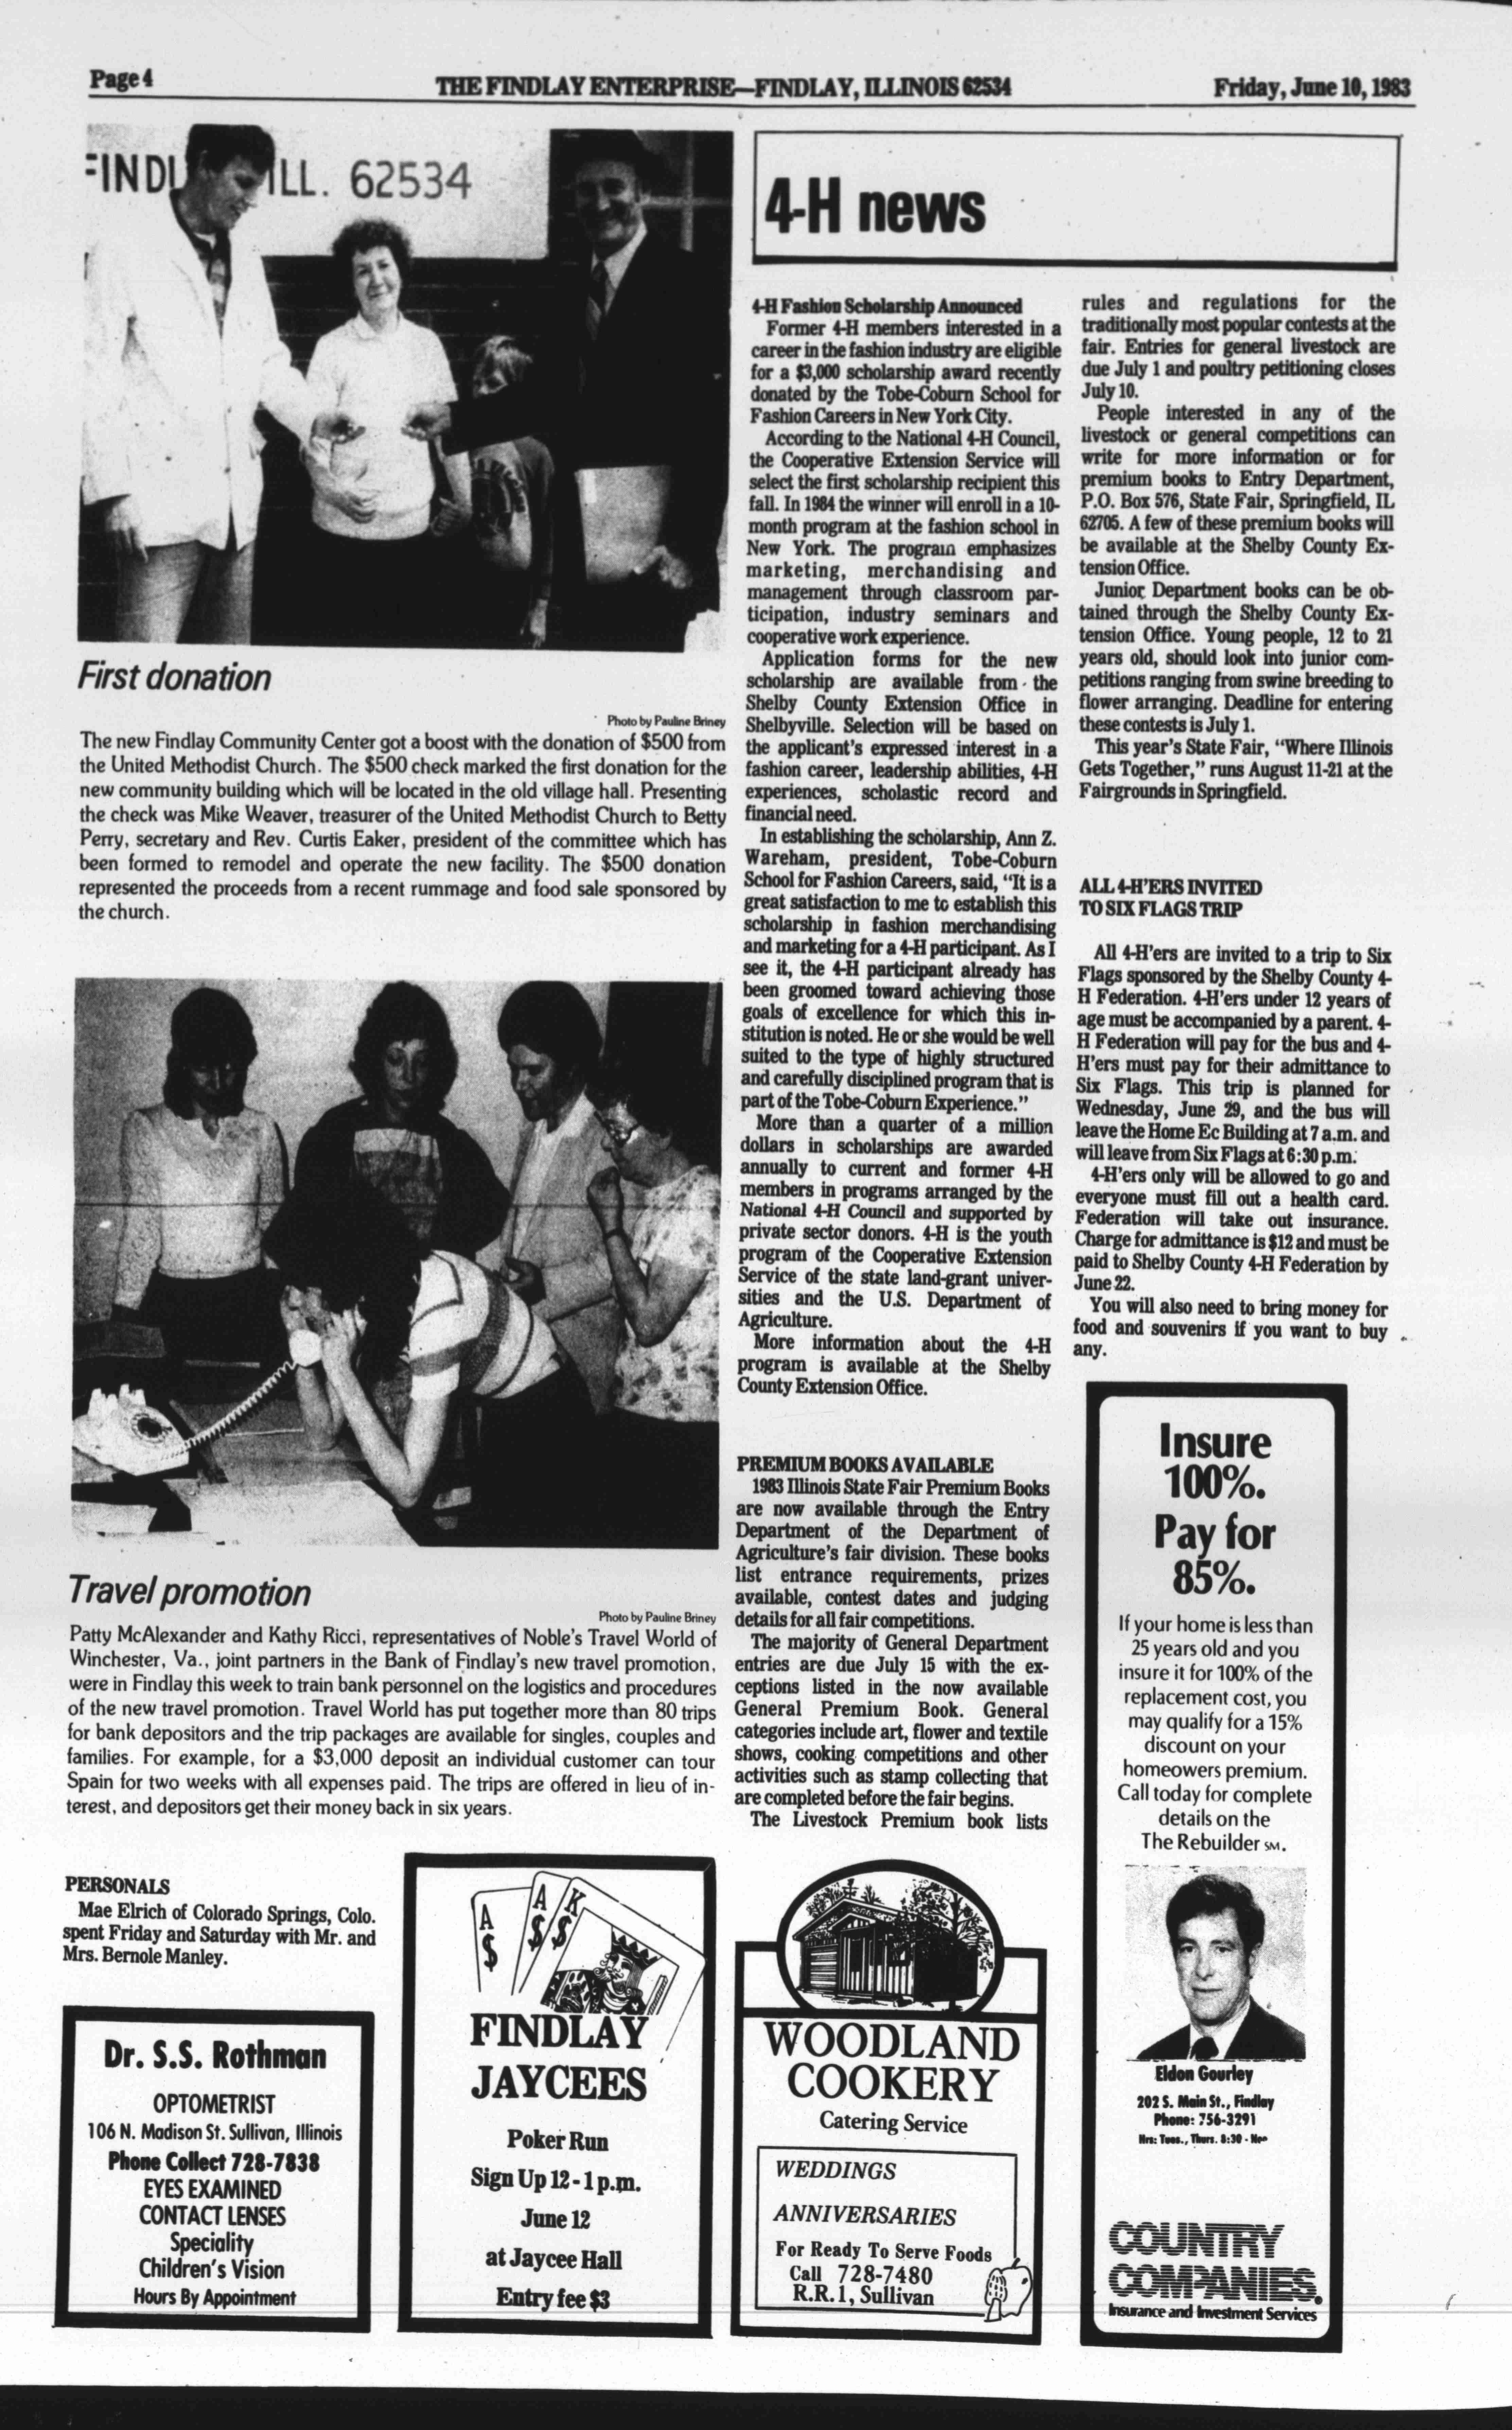 Page 4
THE FINDLAY ENTERPRISE—FINDLAY, ILLINOIS 62534
Friday, June 10, 1983
FINDL ILL. 62534
First donation
Photo by Pauline Briney
The new Findlay Community Center got a boost with the donation of $500 from
the United Methodist Church. The $500 check marked the first donation for the
new community building which will be located in the old village hall. Presenting
the check was Mike Weaver, treasurer of the United Methodist Church to Betty
Perry, secretary and Rev. Curtis Eaker, president of the committee which has
been formed to remodel and operate the new facility. The $500 donation
represented the proceeds from a recent rummage and food sale sponsored by
the church.
Travel promotion
Photo by Pauline Briney
Patty McAlexander and Kathy Ricci, representatives of Noble's Travel World of
Winchester, Va., joint partners in the Bank of Findlay's new travel promotion,
were in Findlay this week to train bank personnel on the logistics and procedures
of the new travel promotion. Travel World has put together more than 80 trips
for bank depositors and the trip packages are available for singles, couples and
families. For example, for a $3,000 deposit an individual customer can tour
Spain for two weeks with all expenses paid. The trips are offered in lieu of in-
terest, and depositors get their money back in six years.
4-H news
4-H Fashion Scholarship Announced
Former 4-H members interested in a
career in the fashion industry are eligible
for a $3,000 scholarship award recently
donated by the Tobe-Coburn School for
Fashion Careers in New York City.
According to the National 4-H Council,
the Cooperative Extension Service will
select the first scholarship recipient this
fall. In 1984 the winner will enroll in a 10-
month program at the fashion school in
New York. The program emphasizes
marketing, merchandising and
management through classroom par-
ticipation, industry seminars and
cooperative work experience.
Application forms for the new
scholarship are available from the
Shelby County Extension Office in
Shelbyville. Selection will be based on
the applicant's expressed interest in a
fashion career, leadership abilities, 4-H
experiences, scholastic record and
financial need.
In establishing the scholarship, Ann Z.
Wareham, president, Tobe-Coburn
School for Fashion Careers, said, "It is a
great satisfaction to me to establish this
scholarship in fashion merchandising
and marketing for a 4-H participant. As I
see it, the 4-H participant already has
been groomed toward achieving those
goals of excellence for which this in-
stitution is noted. He or she would be well
suited to the type of highly structured
and carefully disciplined program that is
part of the Tobe-Coburn Experience."
More than a quarter of a million
dollars in scholarships are awarded
annually to current and former 4-H
members in programs arranged by the
National 4-H Council and supported by
private sector donors. 4-H is the youth
program of the Cooperative Extension
Service of the state land-grant univer-
sities and the U.S. Department of
Agriculture.
More information about the 4-H
program is available at the Shelby
County Extension Office.
PREMIUM BOOKS AVAILABLE
1983 Illinois State Fair Premium Books
are now available through the Entry
Department of the Department of
Agriculture's fair division. These books
list entrance requirements, prizes
available, contest dates and judging
details for all fair competitions.
The majority of General Department
entries are due July 15 with the ex-
ceptions listed in the now available
General Premium Book. General
categories include art, flower and textile
shows, cooking competitions and other
activities such as stamp collecting that
are completed before the fair begins.
The Livestock Premium book lists
rules and regulations for the
traditionally most popular contests at the
fair. Entries for general livestock are
due July 1 and poultry petitioning closes
July 10.
People interested in any of the
livestock or general competitions can
write for more information or for
premium books to Entry Department,
P.O. Box 576, State Fair, Springfield, IL
62705. A few of these premium books will
be available at the Shelby County Ex-
tension Office.
Junior Department books can be ob-
tained through the Shelby County Ex-
tension Office. Young people, 12 to 21
years old, should look into junior com-
petitions ranging from swine breeding to
flower arranging. Deadline for entering
these contests is July 1.
This year's State Fair, "Where Illinois
Gets Together," runs August 11-21 at the
Fairgrounds in Springfield.
ALL 4-H'ERS INVITED
TO SIX FLAGS TRIP
All 4-H'ers are invited to a trip to Six
Flags sponsored by the Shelby County 4-
H Federation. 4-H'ers under 12 years of
age must be accompanied by a parent. 4-
H Federation will pay for the bus and 4-
H'ers must pay for their admittance to
Six Flags. This trip is planned for
Wednesday, June 29, and the bus will
leave the Home Ec Building at 7 a.m. and
will leave from Six Flags at 6:30 p.m.
4-H'ers only will be allowed to go and
everyone must fill out a health card.
Federation will take out insurance.
Charge for admittance is $12 and must be
paid to Shelby County 4-H Federation by
June 22.
You will also need to bring money for
food and souvenirs if you want to buy
any.
PERSONALS
Mae Elrich of Colorado Springs, Colo.
spent Friday and Saturday with Mr. and
Mrs. Bernole Manley.
Dr. S.S. Rothman
OPTOMETRIST
106 N. Madison St. Sullivan, Illinois
Phone Collect 728-7838
EYES EXAMINED
CONTACT LENSES
Speciality
Children's Vision
Hours By Appointment
A $
A $
K $
FINDLAY
JAYCEES
Poker Run
Sign Up 12 - 1 p.m.
June 12
at Jaycee Hall
Entry fee $3
WOODLAND
COOKERY
Catering Service
WEDDINGS
ANNIVERSARIES
For Ready To Serve Foods
Call 728-7480
R.R. 1, Sullivan
Insure
100%.
Pay for
85%.
If your home is less than
25 years old and you
insure it for 100% of the
replacement cost, you
may qualify for a 15%
discount on your
homeowners premium.
Call today for complete
details on the
The Rebuilder SM.
Eldon Gourley
202 S. Main St., Findlay
Phone: 756-3291
Hrs: Tues., Thurs. 8:30 - Noon
COUNTRY
COMPANIES.
Insurance and Investment Services